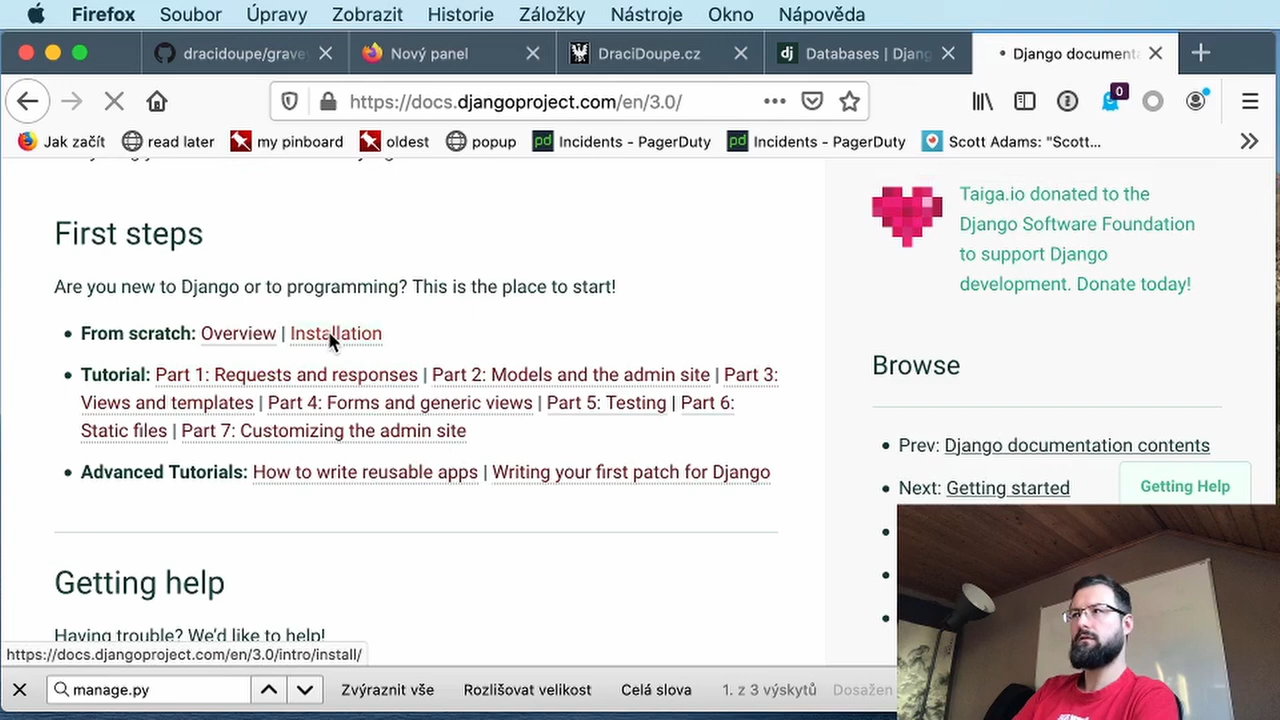 Firefox Soubor Úpravy Zobrazit Historie Záložky Nástroje Okno Nápověda
dracidoupe/grave Nový panel DraciDoupe.cz Databases | Djang Django documenta
https://docs.djangoproject.com/en/3.0/ 0
Jak začít read later my pinboard oldest popup Incidents - PagerDuty Incidents - PagerDuty Scott Adams: "Scott...
First steps
Are you new to Django or to programming? This is the place to start!
From scratch: Overview | Installation
Tutorial: Part 1: Requests and responses | Part 2: Models and the admin site | Part 3:
Views and templates | Part 4: Forms and generic views | Part 5: Testing | Part 6:
Static files | Part 7: Customizing the admin site
Advanced Tutorials: How to write reusable apps | Writing your first patch for Django
Getting help
Having trouble? We'd like to help!
Taiga.io donated to the
Django Software Foundation
to support Django
development. Donate today!
Browse
Prev: Django documentation contents
Next: Getting started
Getting Help
https://docs.djangoproject.com/en/3.0/intro/install/
manage.py Zvýraznit vše Rozlišovat velikost Celá slova 1. z 3 výskytů Dosažen